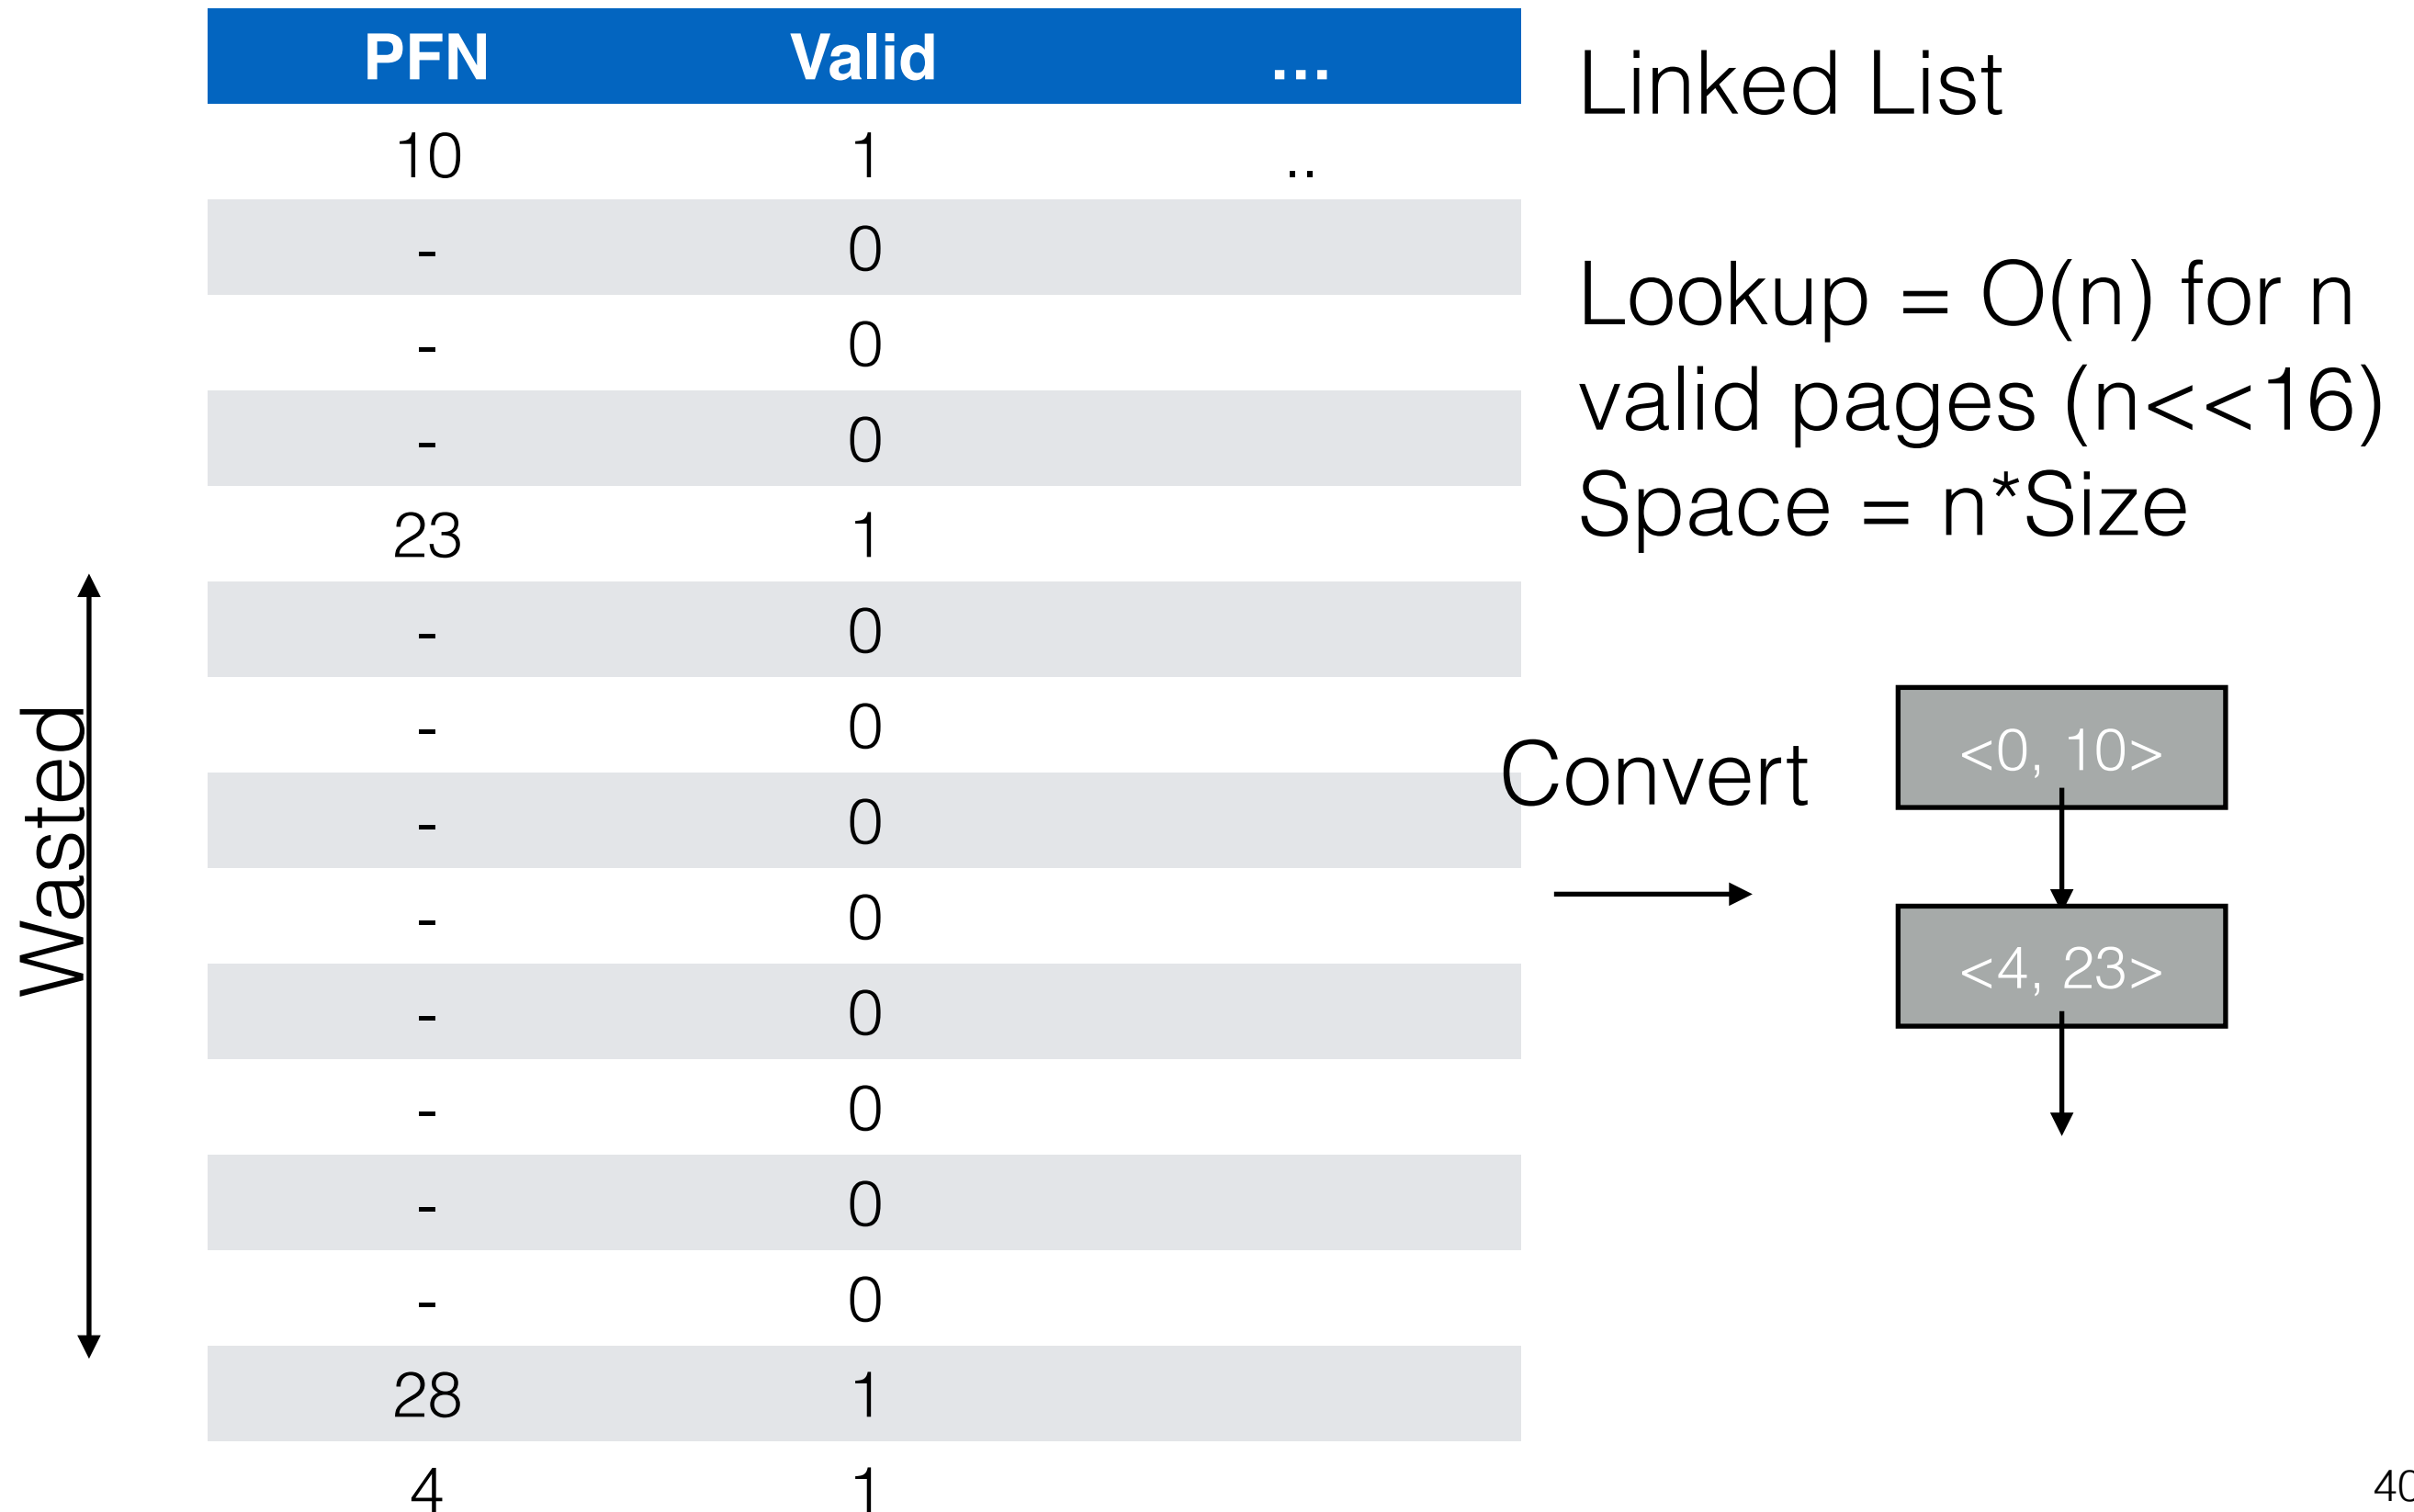 PFN Valid ...
10 1 ..
- 0
- 0
- 0
23 1
- 0
- 0
- 0
- 0
- 0
- 0
- 0
- 0
28 1
4 1
Wasted
Linked List
Lookup = O(n) for n
valid pages (n<<16)
Space = n*Size
Convert
<0, 10>
<4, 23>
40